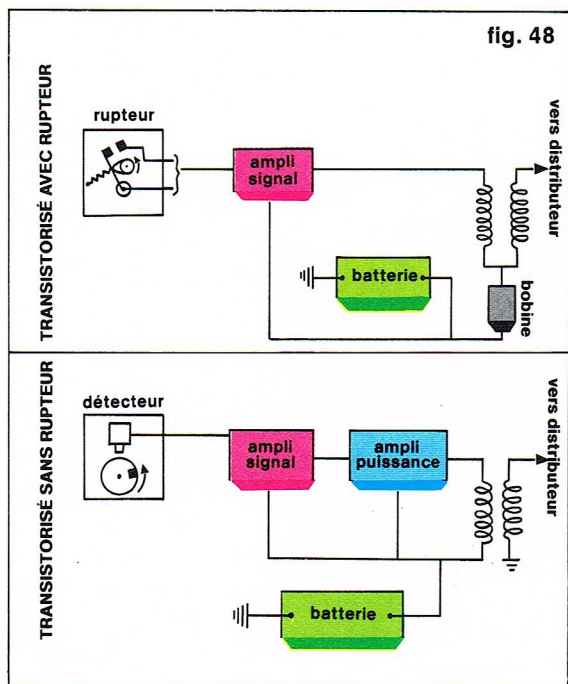 fig. 48
TRANSISTORISÉ AVEC RUPTEUR
rupteur
ampli
signal
vers distributeur
batterie
bobine
TRANSISTORISÉ SANS RUPTEUR
détecteur
ampli
signal
ampli
puissance
vers distributeur
batterie